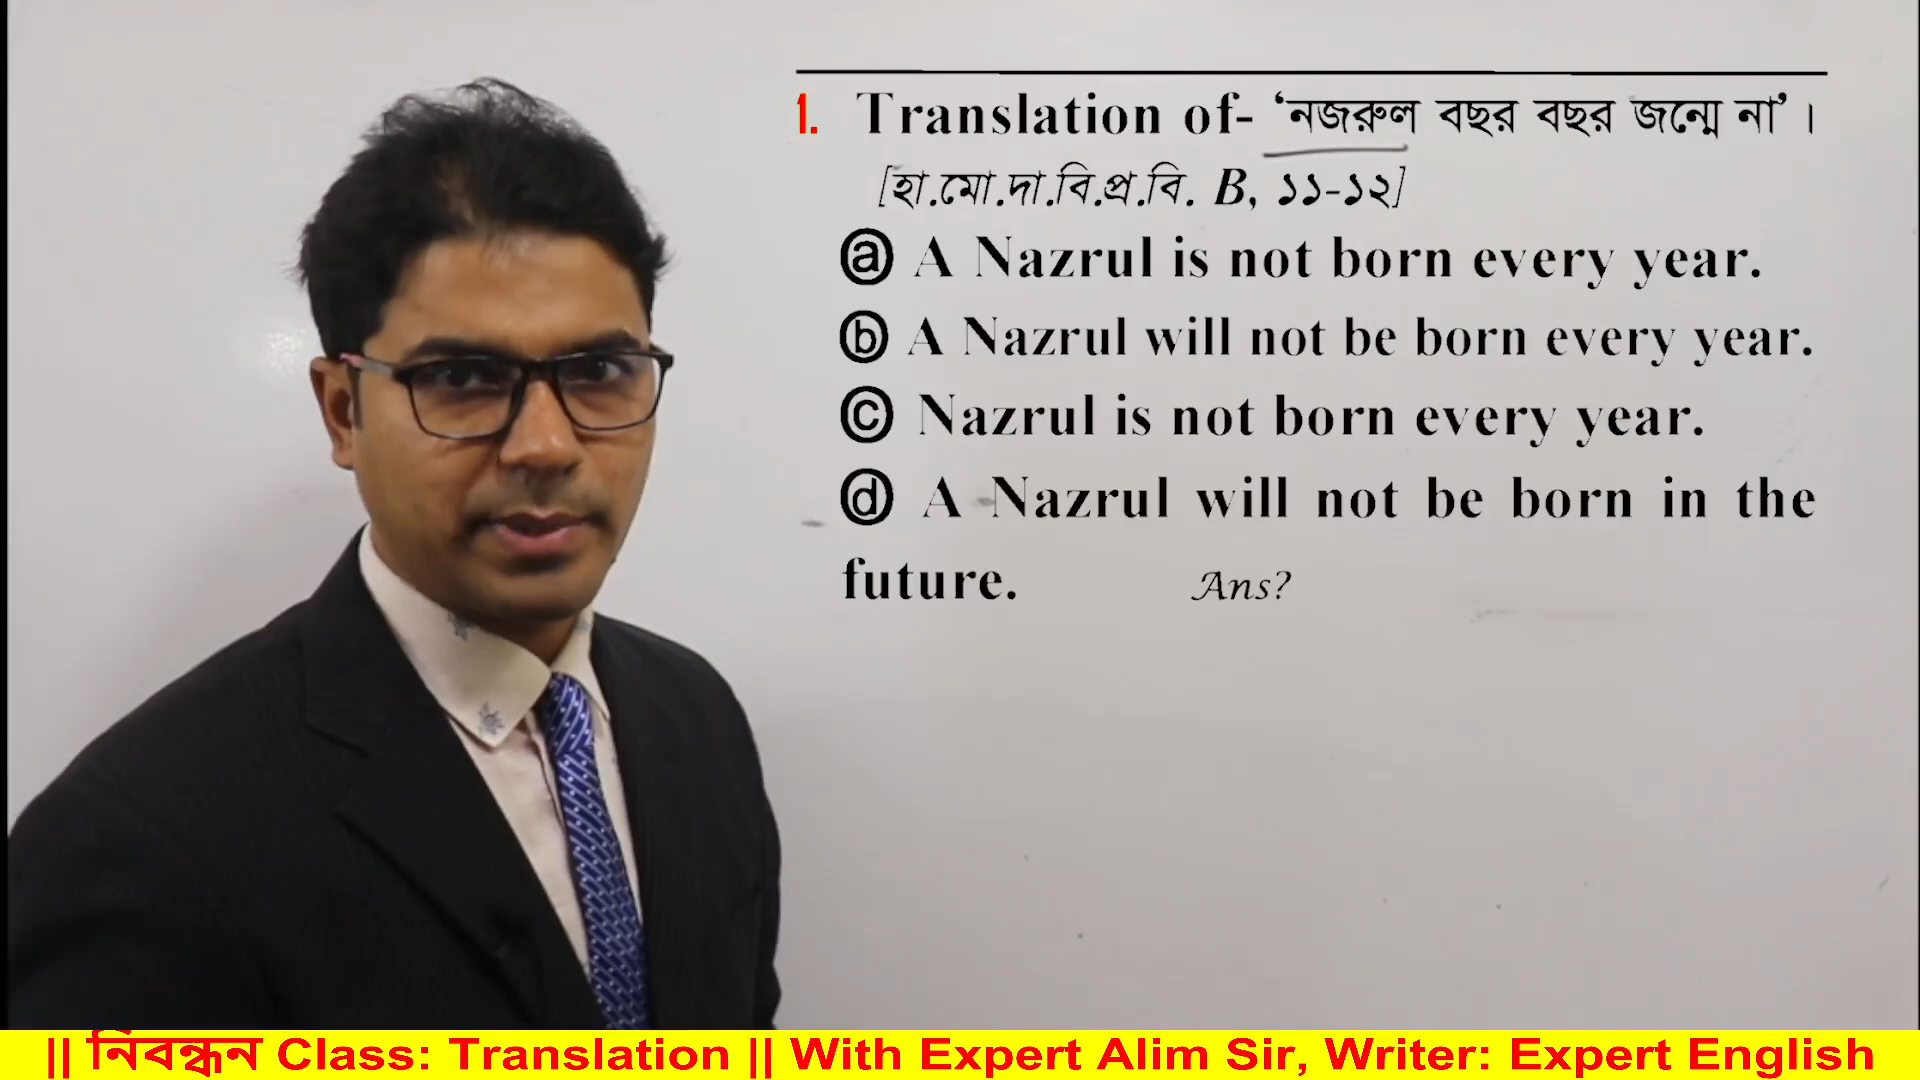 1. Translation of- ‘নজরুল বছর বছর জন্মে না’।
[হা.মো.দা.বি.প্র.বি. B, ১১-১২]
ⓐ A Nazrul is not born every year.
ⓑ A Nazrul will not be born every year.
ⓒ Nazrul is not born every year.
ⓓ A Nazrul will not be born in the
future. Ans?
|| নিবন্ধন Class: Translation || With Expert Alim Sir, Writer: Expert English